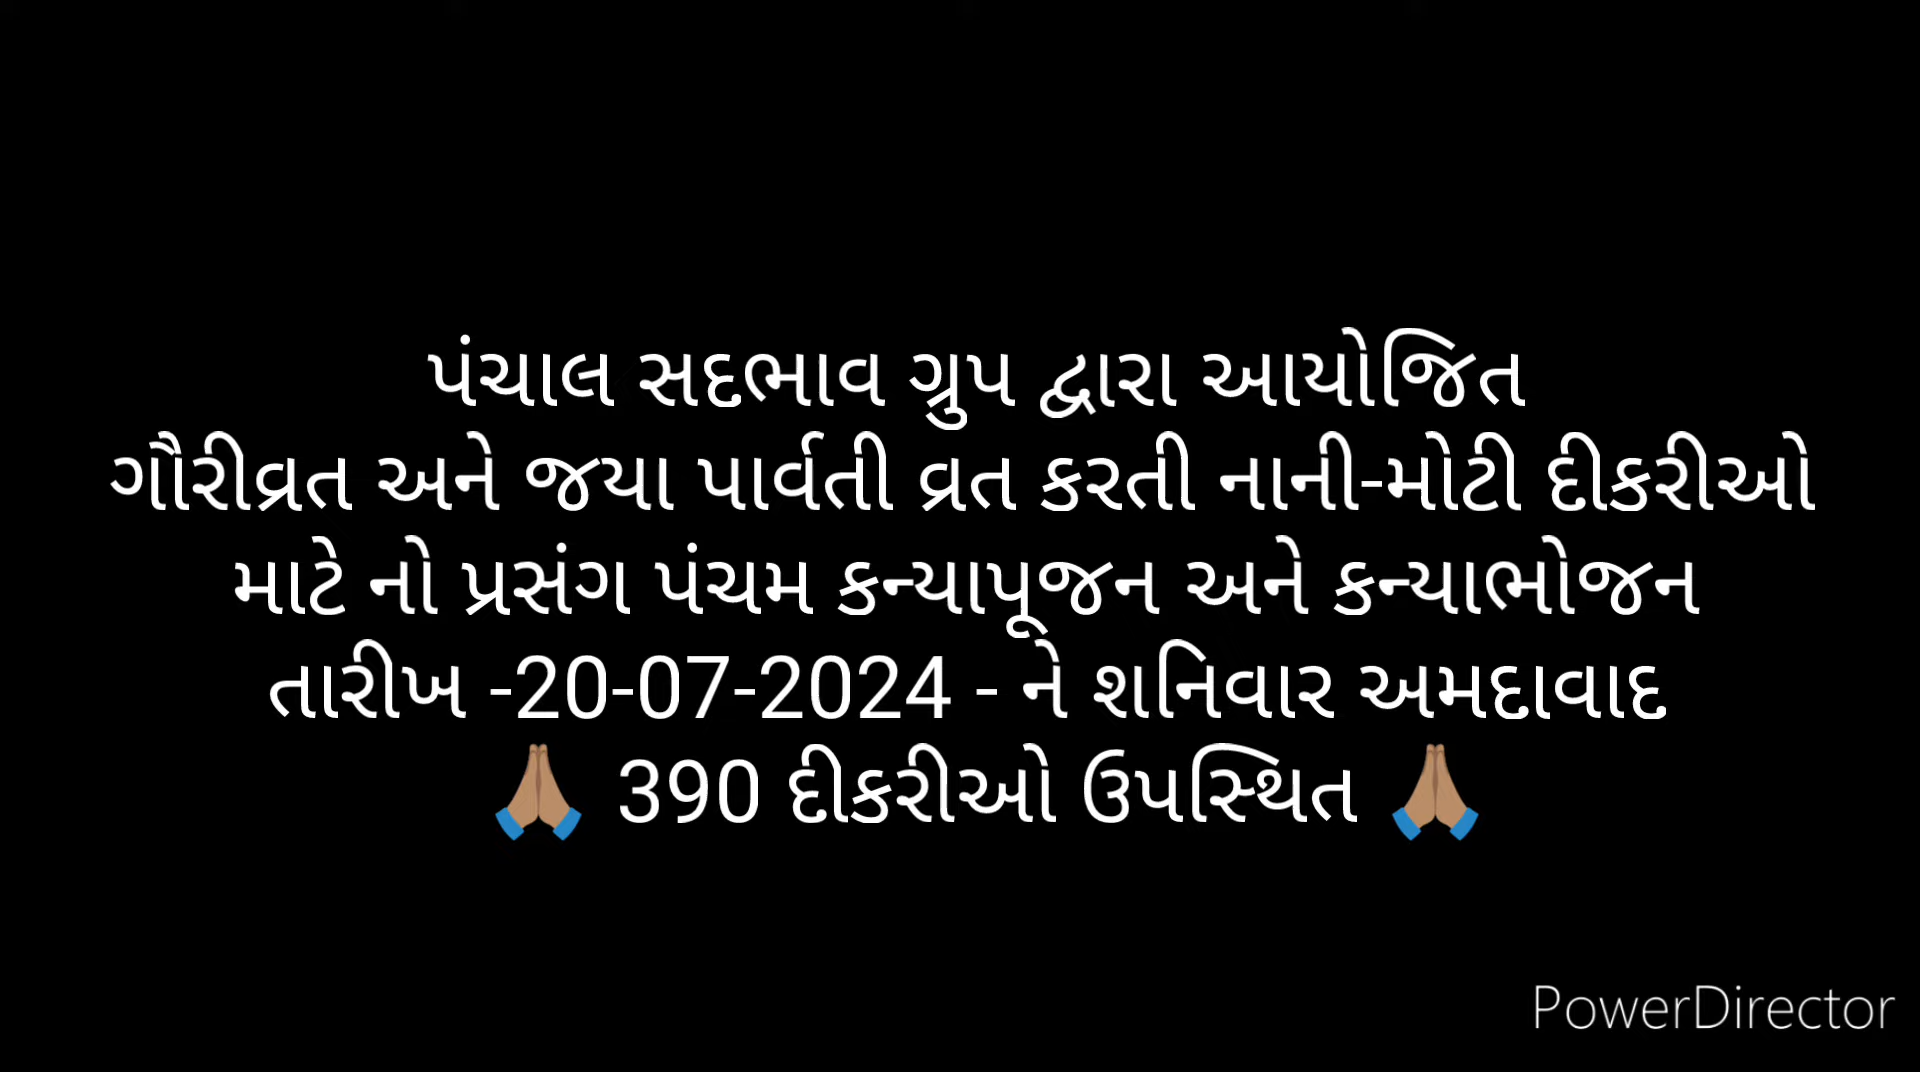 પંચાલ સદભાવ ગ્રુપ દ્વારા આયોજિત
ગૌરીવ્રત અને જયા પાર્વતી વ્રત કરતી નાની-મોટી દીકરીઓ
માટે નો પ્રસંગ પંચમ કન્યાપૂજન અને કન્યાભોજન
તારીખ -20-07-2024 - ને શનિવાર અમદાવાદ
🙏🏽 390 દીકરીઓ ઉપસ્થિત 🙏🏽
PowerDirector